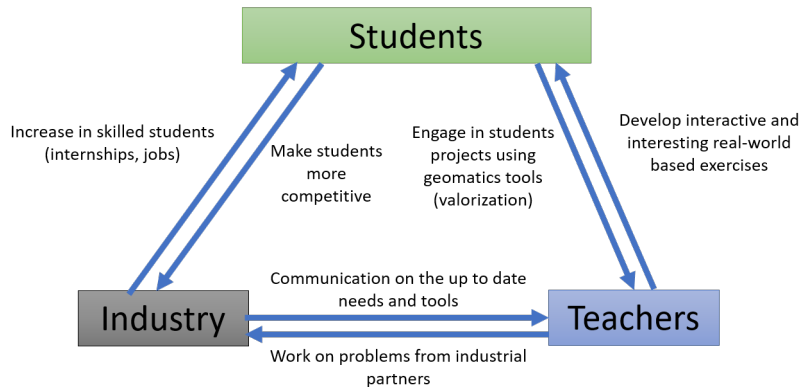 Students
Increase in skilled students
(internships, jobs)
Make students
more
competitive
Engage in students
projects using
geomatics tools
(valorization)
Develop interactive and
interesting real-world
based exercises
Industry
Communication on the up to date
needs and tools
Teachers
Work on problems from industrial
partners